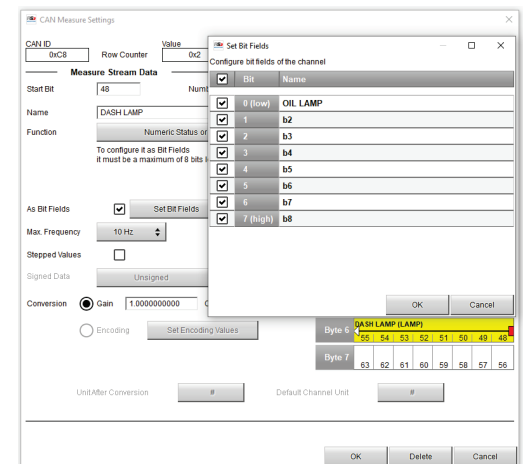 CAN Measure Settings
CAN ID
Value
0xC8
Row Counter
0x2
Measure Stream Data
Start Bit
48
Numb
Name
DASH LAMP
Function
Numeric Status or
To configure it as Bit Fields
it must be a maximum of 8 bits l
As Bit Fields
Set Bit Fields
Max. Frequency
10 Hz
Stepped Values
Signed Data
Unsigned
Conversion
Gain
1.0000000000
Encoding
Set Encoding Values
Unit After Conversion
#
Default Channel Unit
#
OK
Delete
Cancel
Set Bit Fields
Configure bit fields of the channel
Bit
Name
0 (low)
OIL LAMP
1
b2
2
b3
3
b4
4
b5
5
b6
6
b7
7 (high)
b8
OK
Cancel
Byte 6
DASH LAMP (LAMP)
55 54 53 52 51 50 49 48
Byte 7
63 62 61 60 59 58 57 56